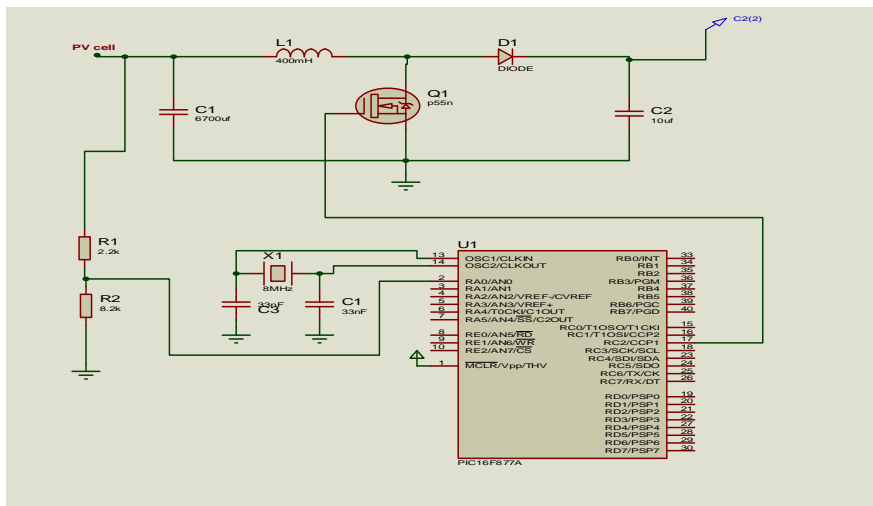 C2(2)
PV cell
L1
400mH
D1
DIODE
Q1
p55n
C1
6700uf
C2
10uf
R1
2.2k
R2
8.2k
X1
8MHz
33nF
C3
C1
33nF
U1
13 OSC1/CLKIN
14 OSC2/CLKOUT
2 RA0/AN0
3 RA1/AN1
4 RA2/AN2/VREF-/CVREF
5 RA3/AN3/VREF+
6 RA4/T0CKI/C1OUT
7 RA5/AN4/SS/C2OUT
8 RE0/AN5/RD
9 RE1/AN6/WR
10 RE2/AN7/CS
1 MCLR/Vpp/THV
RB0/INT 33
RB1 34
RB2 35
RB3/PGM 36
RB4 37
RB5 38
RB6/PGC 39
RB7/PGD 40
RC0/T1OSO/T1CKI 15
RC1/T1OSI/CCP2 16
RC2/CCP1 17
RC3/SCK/SCL 18
RC4/SDI/SDA 23
RC5/SDO 24
RC6/TX/CK 25
RC7/RX/DT 26
RD0/PSP0 19
RD1/PSP1 20
RD2/PSP2 21
RD3/PSP3 22
RD4/PSP4 27
RD5/PSP5 28
RD6/PSP6 29
RD7/PSP7 30
PIC16F877A